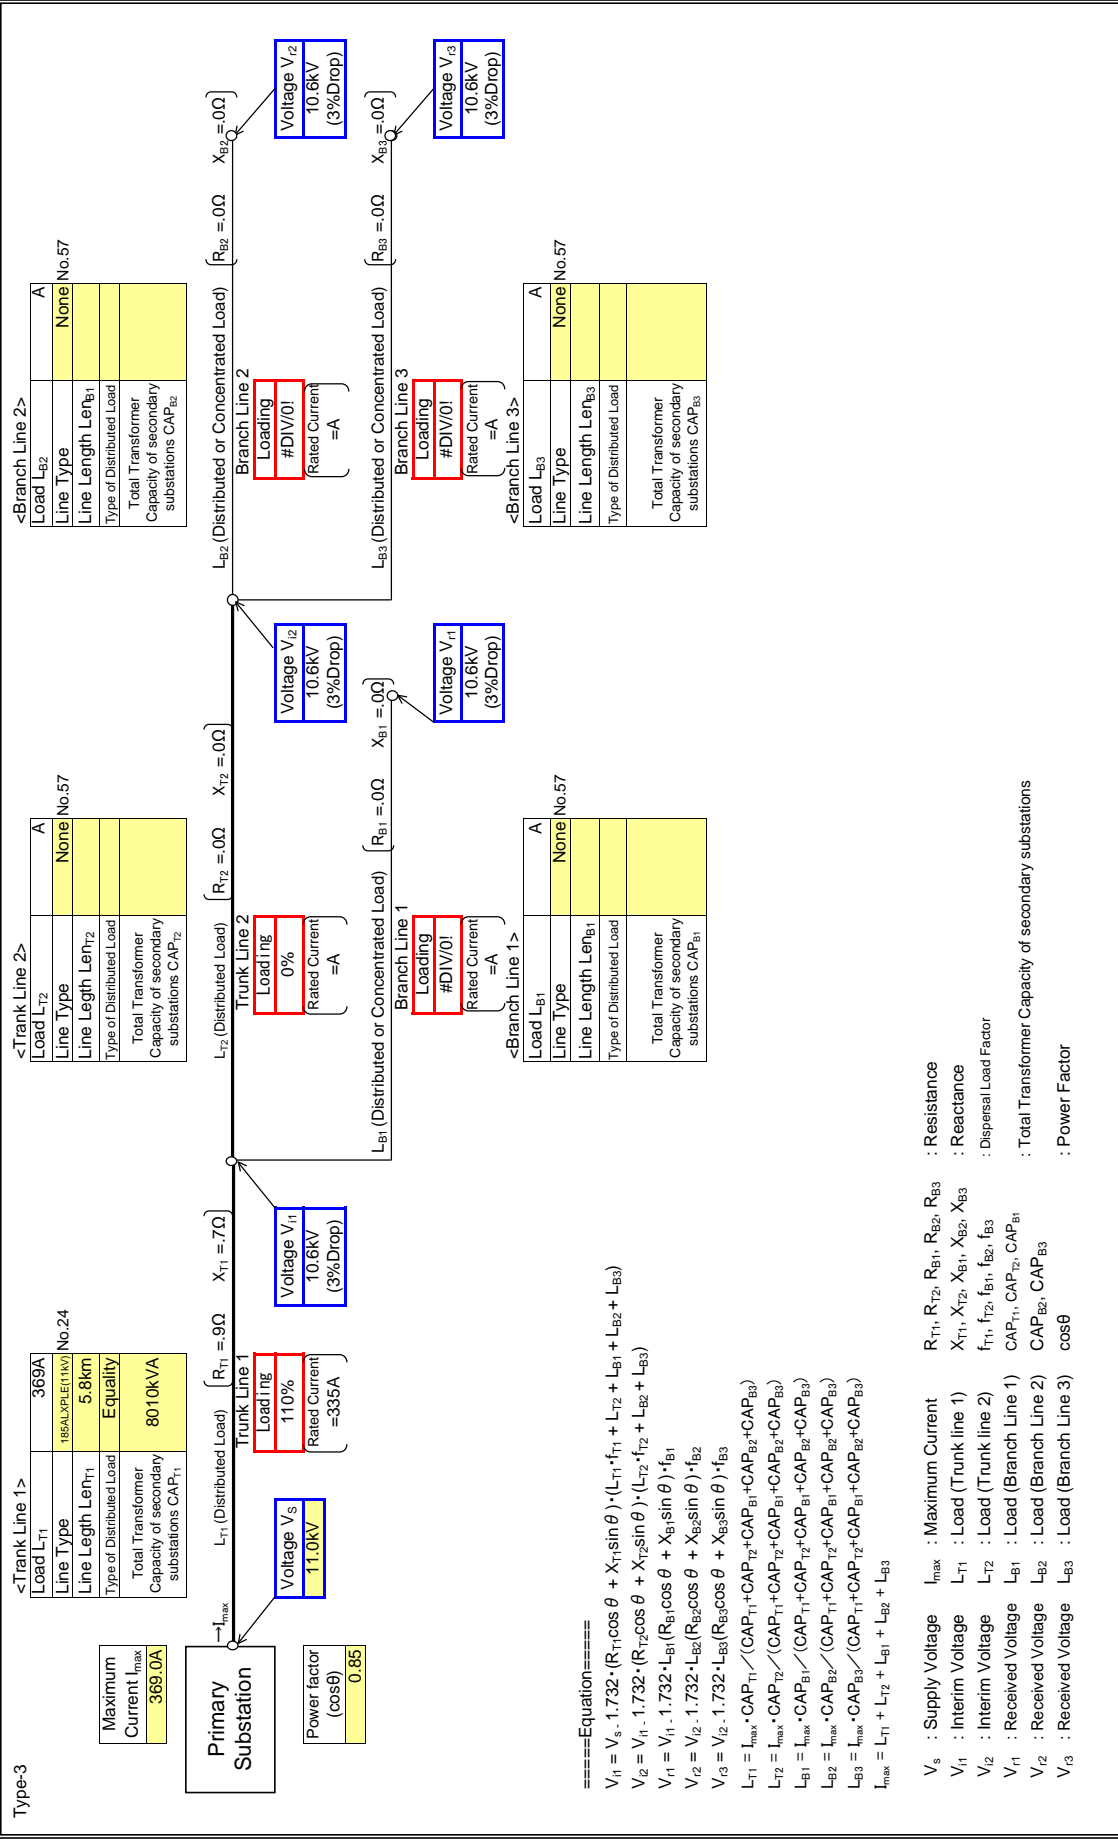 Type-3
Maximum
Current Imax
369.0A
Primary
Substation
Power factor
(cosθ)
0.85
→Imax
Voltage VS
11.0kV
<Trank Line 1>
Load LT1 369A
Line Type 185ALXPLE(11kV) No.24
Line Legth LenT1 5.8km
Type of Distributed Load Equality
Total Transformer
Capacity of secondary
substations CAPT1
8010kVA
LT1 (Distributed Load)
RT1 =.9Ω XT1 =.7Ω
Trunk Line 1
Loading
110%
Rated Current
=335A
Voltage Vi1
10.6kV
(3%Drop)
<Trank Line 2>
Load LT2 A
Line Type None No.57
Line Legth LenT2
Type of Distributed Load
Total Transformer
Capacity of secondary
substations CAPT2
LT2 (Distributed Load)
RT2 =.0Ω XT2 =.0Ω
Trunk Line 2
Loading
0%
Rated Current
=A
Voltage Vi2
10.6kV
(3%Drop)
LB1 (Distributed or Concentrated Load)
RB1 =.0Ω XB1 =.0Ω
Branch Line 1
Loading
#DIV/0!
Rated Current
=A
Voltage Vr1
10.6kV
(3%Drop)
<Branch Line 1>
Load LB1 A
Line Type None No.57
Line Length LenB1
Type of Distributed Load
Total Transformer
Capacity of secondary
substations CAPB1
<Branch Line 2>
Load LB2 A
Line Type None No.57
Line Length LenB1
Type of Distributed Load
Total Transformer
Capacity of secondary
substations CAPB2
LB2 (Distributed or Concentrated Load)
RB2 =.0Ω XB2 =.0Ω
Branch Line 2
Loading
#DIV/0!
Rated Current
=A
Voltage Vr2
10.6kV
(3%Drop)
LB3 (Distributed or Concentrated Load)
RB3 =.0Ω XB3 =.0Ω
Branch Line 3
Loading
#DIV/0!
Rated Current
=A
Voltage Vr3
10.6kV
(3%Drop)
<Branch Line 3>
Load LB3 A
Line Type None No.57
Line Length LenB3
Type of Distributed Load
Total Transformer
Capacity of secondary
substations CAPB3
=====Equation=====
Vi1 = Vs - 1.732・(RT1cos θ + XT1sin θ)・(LT1・fT1 + LT2 + LB1 + LB2 + LB3)
Vi2 = Vi1 - 1.732・(RT2cos θ + XT2sin θ)・(LT2・fT2 + LB2 + LB3)
Vr1 = Vi1 - 1.732・LB1(RB1cos θ + XB1sin θ)・fB1
Vr2 = Vi2 - 1.732・LB2(RB2cos θ + XB2sin θ)・fB2
Vr3 = Vi2 - 1.732・LB3(RB3cos θ + XB3sin θ)・fB3
LT1 = Imax・CAPT1／(CAPT1+CAPT2+CAPB1+CAPB2+CAPB3)
LT2 = Imax・CAPT2／(CAPT1+CAPT2+CAPB1+CAPB2+CAPB3)
LB1 = Imax・CAPB1／(CAPT1+CAPT2+CAPB1+CAPB2+CAPB3)
LB2 = Imax・CAPB2／(CAPT1+CAPT2+CAPB1+CAPB2+CAPB3)
LB3 = Imax・CAPB3／(CAPT1+CAPT2+CAPB1+CAPB2+CAPB3)
Imax = LT1 + LT2 + LB1 + LB2 + LB3
Vs : Supply Voltage Imax : Maximum Current RT1, RT2, RB1, RB2, RB3 : Resistance
Vi1 : Interim Voltage LT1 : Load (Trunk line 1) XT1, XT2, XB1, XB2, XB3 : Reactance
Vi2 : Interim Voltage LT2 : Load (Trunk line 2) fT1, fT2, fB1, fB2, fB3 : Dispersal Load Factor
Vr1 : Received Voltage LB1 : Load (Branch Line 1) CAPT1, CAPT2, CAPB1
Vr2 : Received Voltage LB2 : Load (Branch Line 2) CAPB2, CAPB3 : Total Transformer Capacity of secondary substations
Vr3 : Received Voltage LB3 : Load (Branch Line 3) cosθ : Power Factor